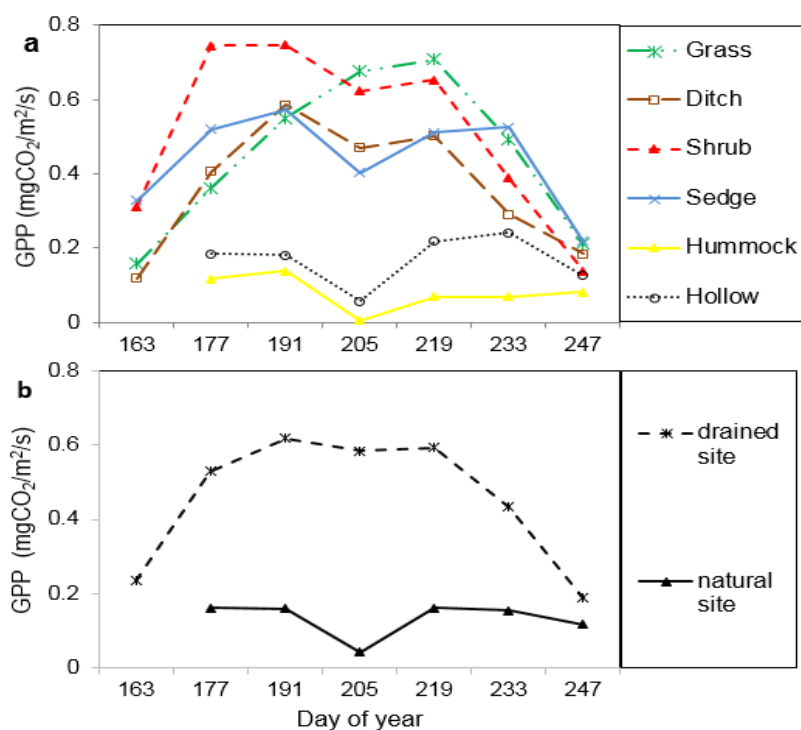 a
GPP (mgCO₂/m²/s)
0.8
0.6
0.4
0.2
0
163 177 191 205 219 233 247
Grass
Ditch
Shrub
Sedge
Hummock
Hollow
b
GPP (mgCO₂/m²/s)
0.8
0.6
0.4
0.2
0
163 177 191 205 219 233 247
Day of year
drained
site
natural
site